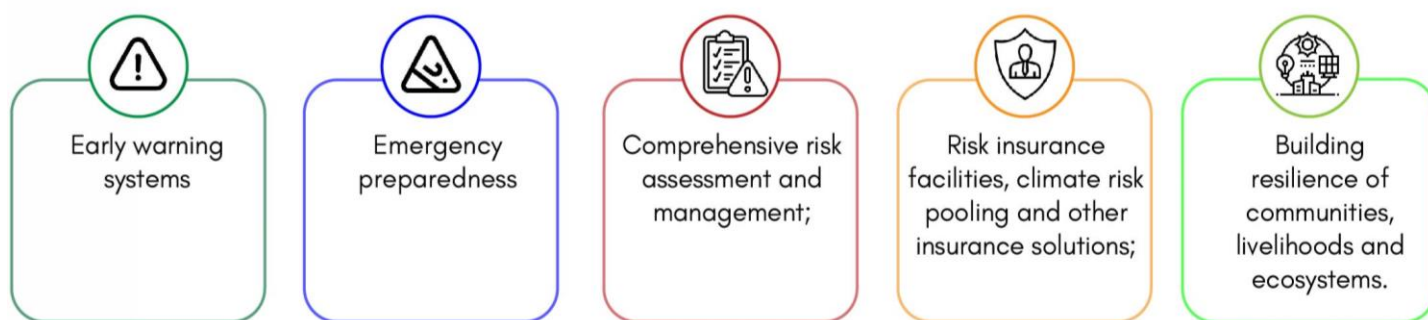 Early warning
systems
Emergency
preparedness
Comprehensive risk
assessment and
management;
Risk insurance
facilities, climate risk
pooling and other
insurance solutions;
Building
resilience of
communities,
livelihoods and
ecosystems.